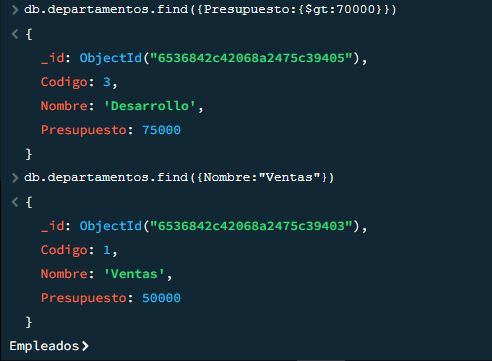 > db.departamentos.find({Presupuesto:{$gt:70000}})
< {
_id: ObjectId("6536842c42068a2475c39405"),
Codigo: 3,
Nombre: 'Desarrollo',
Presupuesto: 75000
}
> db.departamentos.find({Nombre:"Ventas"})
< {
_id: ObjectId("6536842c42068a2475c39403"),
Codigo: 1,
Nombre: 'Ventas',
Presupuesto: 50000
}
Empleados>